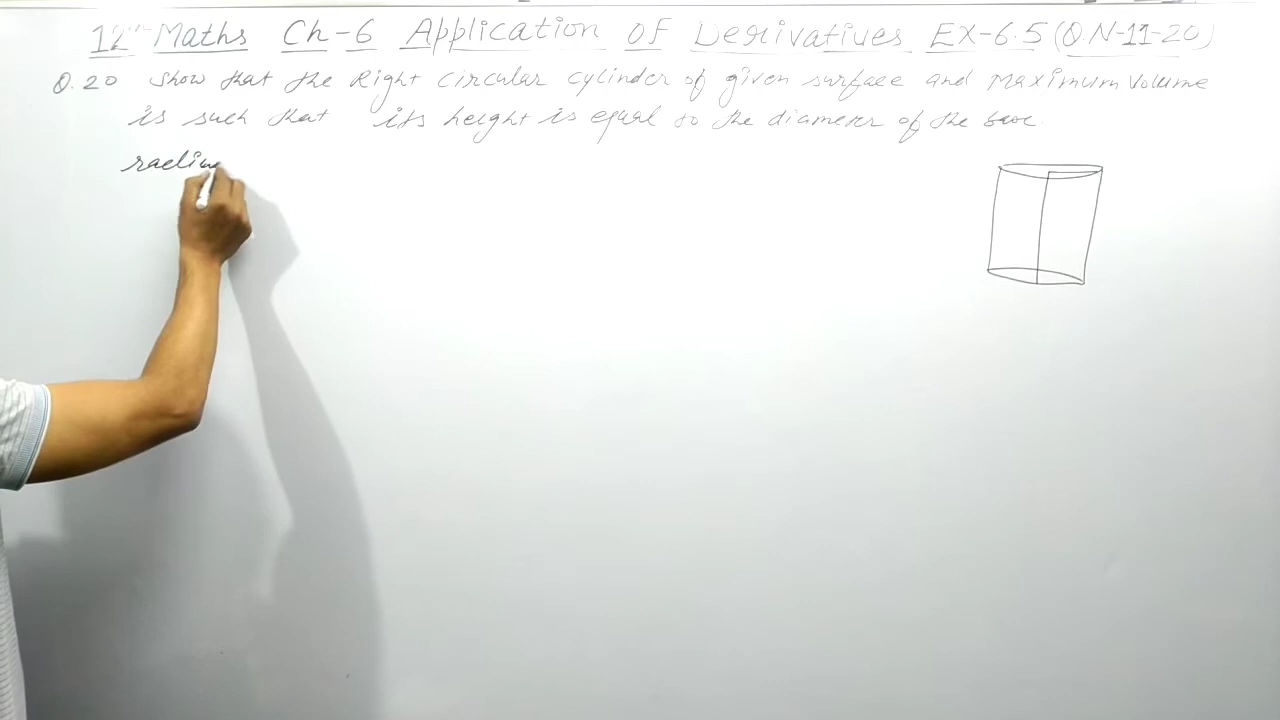 12th Maths Ch-6 Application OF Derivatives EX-6.5 (Q.N-11-20)
Q.20 Show that the Right circular cylinder of given surface and Maximum Volume
is such that its height is equal to the diameter of the base.
radius